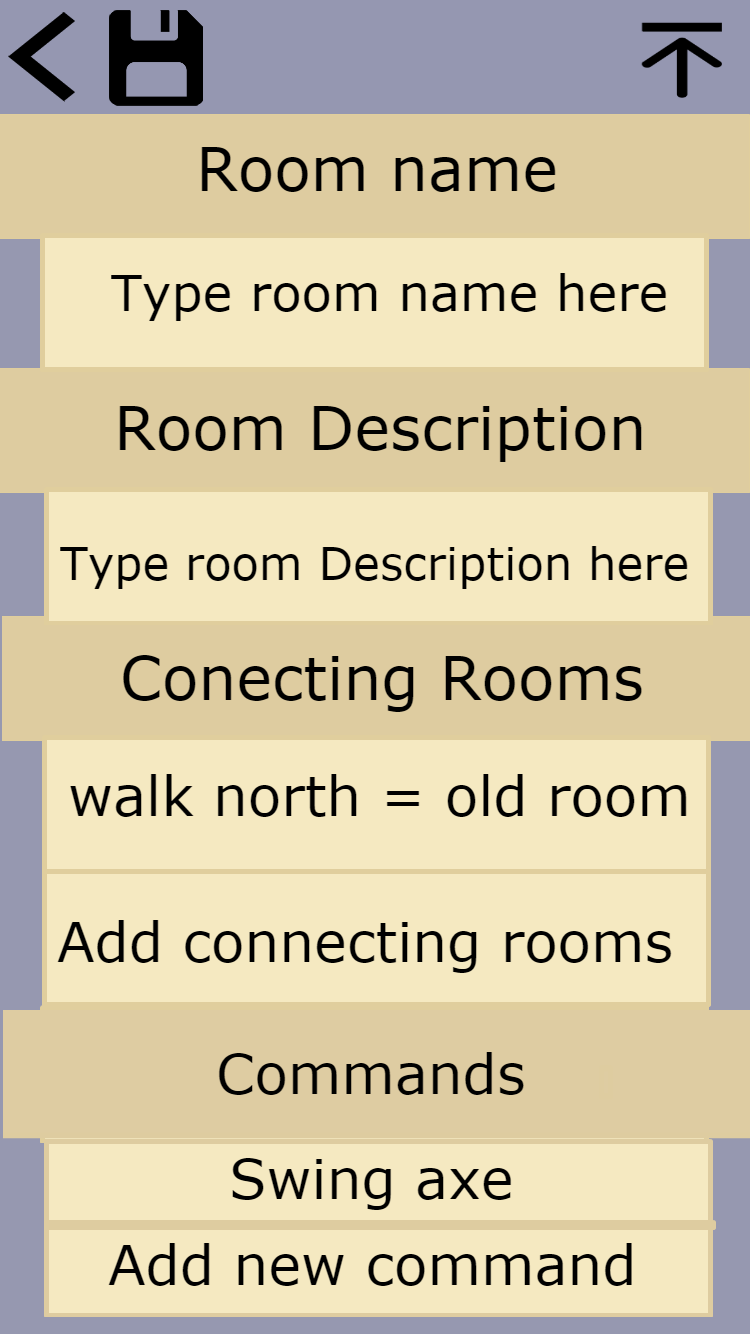 Room name
Type room name here
Room Description
Type room Description here
Conecting Rooms
walk north = old room
Add connecting rooms
Commands
Swing axe
Add new command